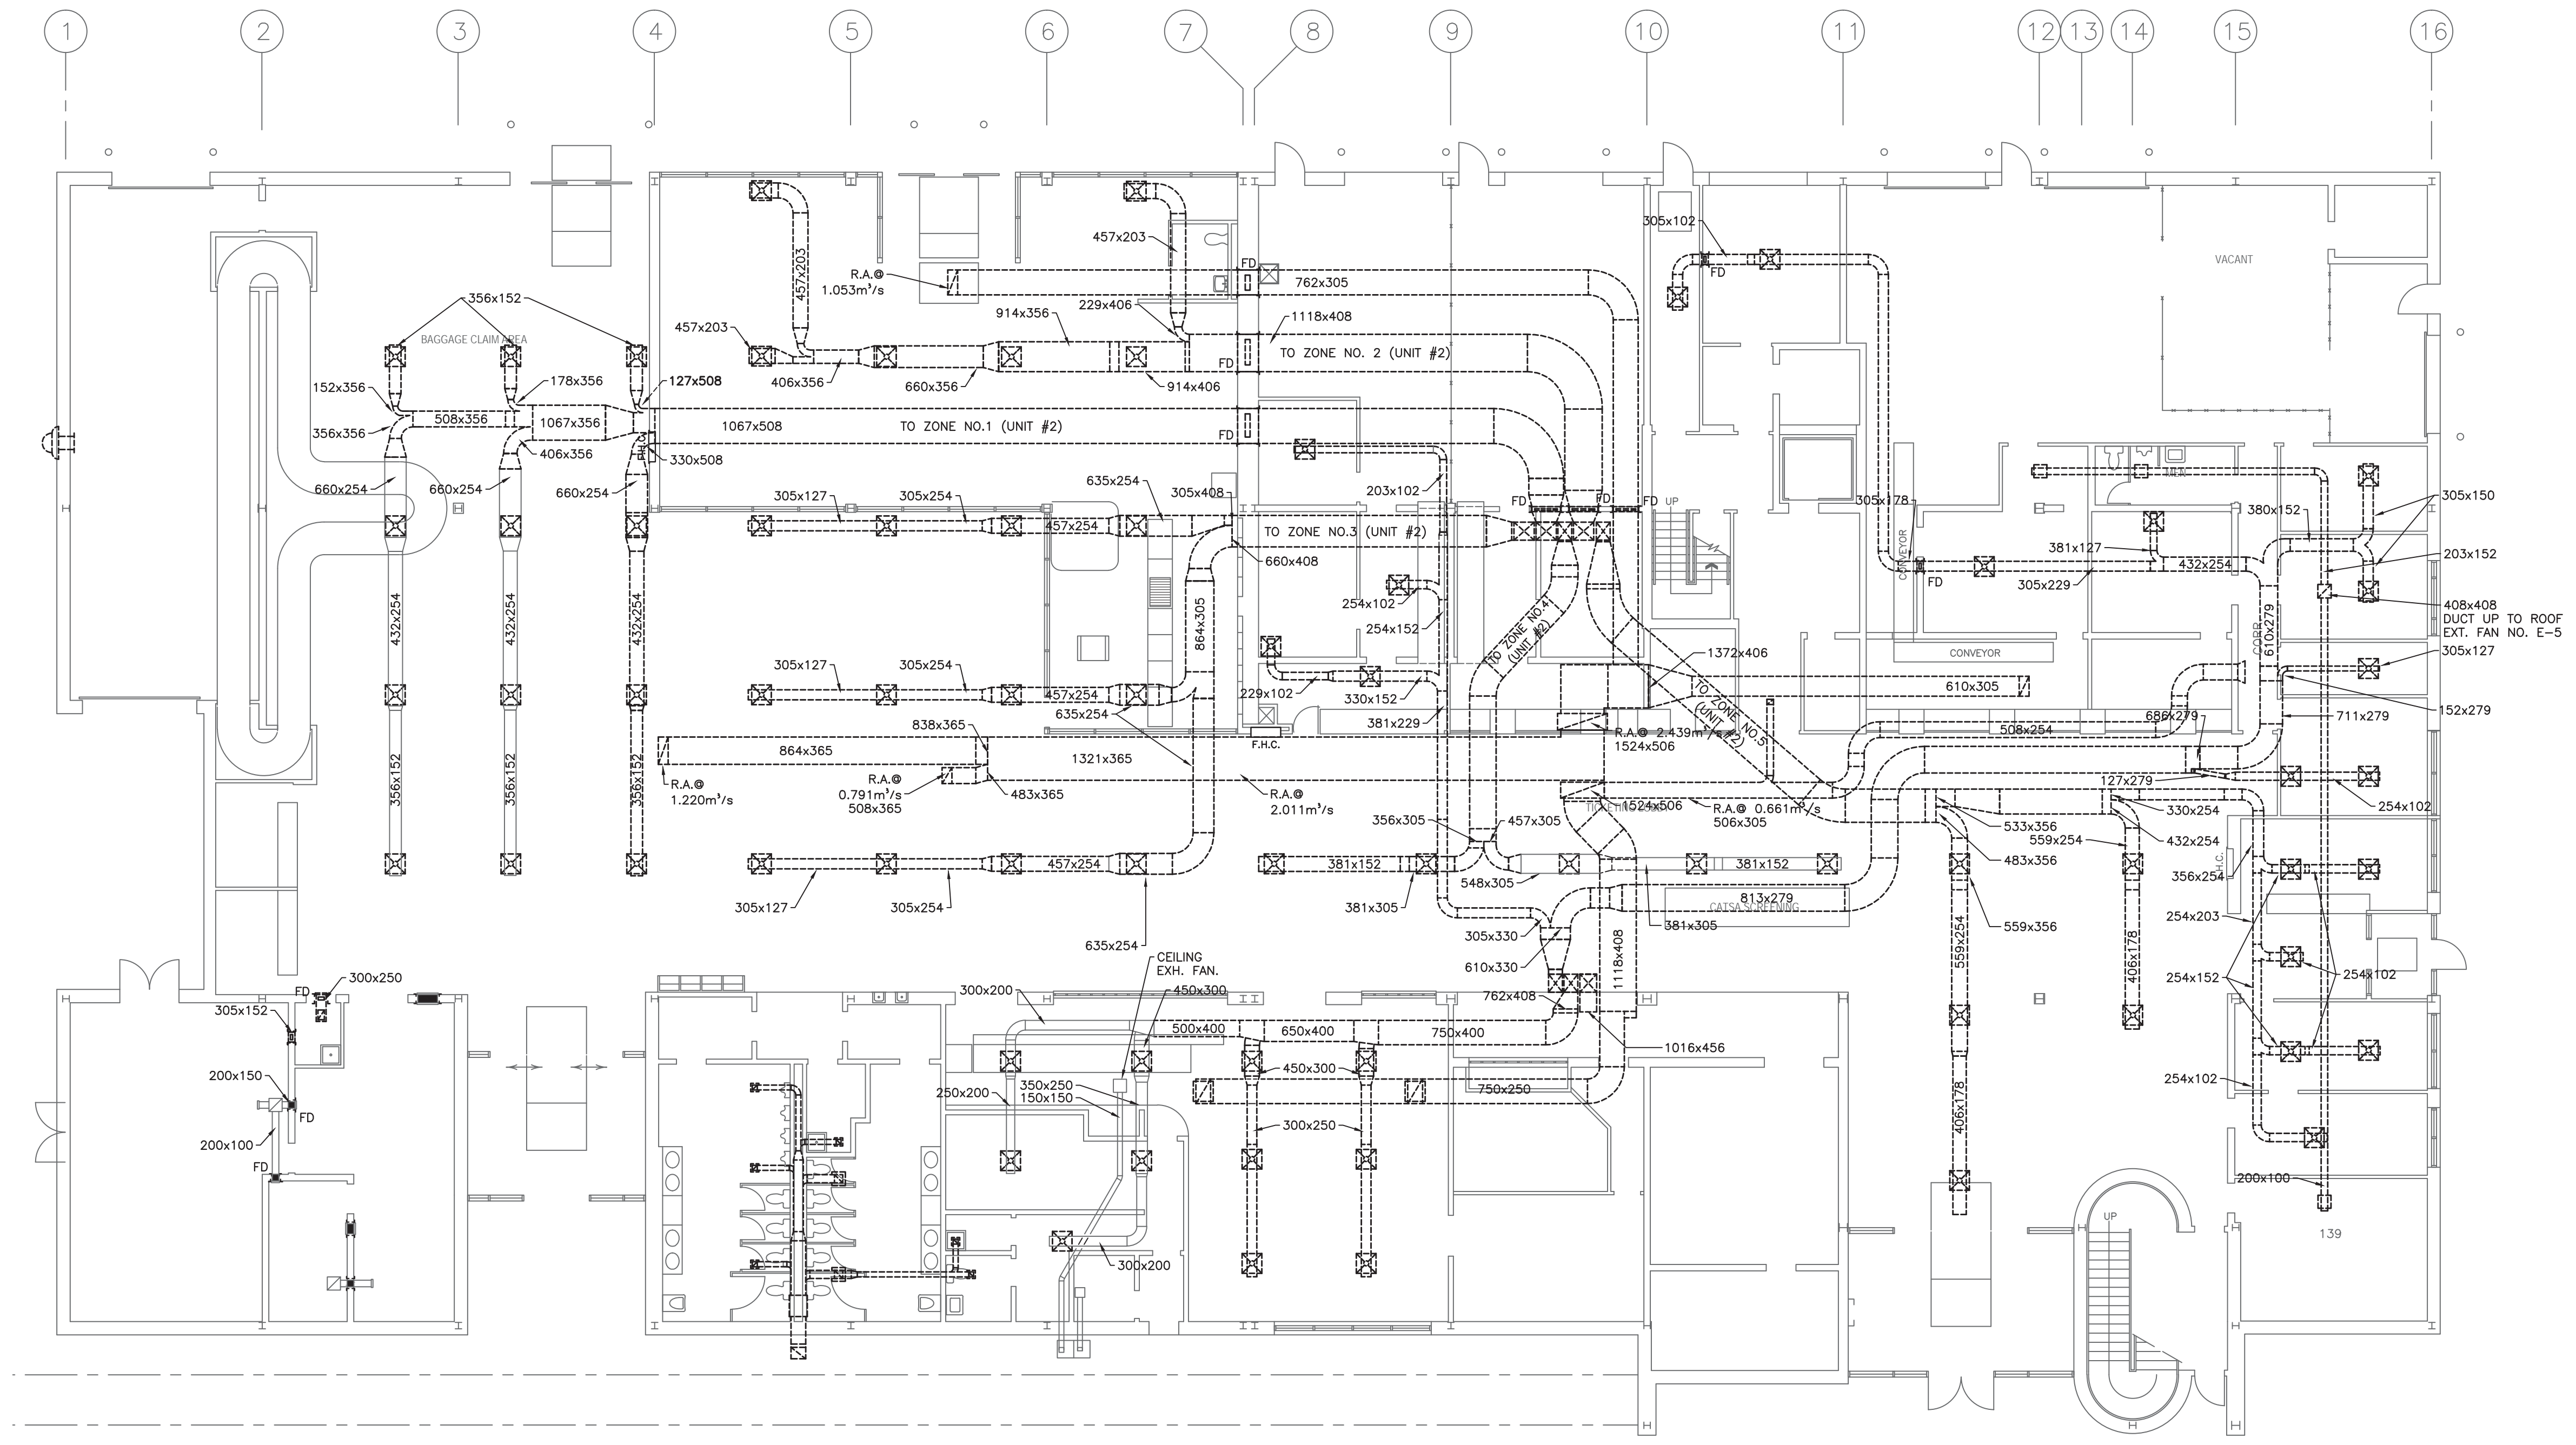 1
2
3
4
5
6
7
8
9
10
11
12
13
14
15
16
305x102
FD
VACANT
457x203
457x203
R.A.@
1.053m³/s
FD
762x305
229x406
356x152
914x356
1118x408
457x203
BAGGAGE CLAIM AREA
TO ZONE NO. 2 (UNIT #2)
FD
406x356
660x356
914x406
152x356
178x356
127x508
508x356
1067x356
1067x508
TO ZONE NO.1 (UNIT #2)
FD
356x356
406x356
F.H.C.
330x508
660x254
660x254
660x254
635x254
305x408
203x102
MEN
305x127
305x254
457x254
TO ZONE NO.3 (UNIT #2)
FD
FD
FD
UP
305x178
305x150
380x152
660x408
CONVEYOR
381x127
432x254
203x152
305x229
FD
254x102
254x152
408x408
DUCT UP TO ROOF
EXT. FAN NO. E-5
432x254
432x254
432x254
864x305
TO ZONE NO.4
(UNIT #2)
CORR.
610x279
1372x406
CONVEYOR
305x127
305x127
305x254
457x254
229x102
330x152
610x305
635x254
381x229
TO ZONE NO.5
(UNIT #2)
686x279
152x279
711x279
838x365
F.H.C.
R.A.@ 2.439m³/s
1524x506
508x254
864x365
1321x365
R.A.@
1.220m³/s
R.A.@
0.791m³/s
508x365
483x365
R.A.@
2.011m³/s
1524x506
R.A.@ 0.661m³/s
506x305
127x279
254x102
356x152
356x152
356x152
356x305
457x305
533x356
330x254
559x254
432x254
483x356
457x254
381x152
381x152
548x305
H.C.
356x254
305x127
305x254
381x305
813x279
CATSA SCREENING
381x305
254x203
559x356
305x330
635x254
610x330
1118x408
559x254
406x178
CEILING
EXH. FAN.
254x152
254x102
300x250
FD
305x152
300x200
450x300
762x408
500x400
650x400
750x400
1016x456
200x150
FD
450x300
250x200
350x250
150x150
750x250
254x102
406x178
200x100
FD
300x250
200x100
300x200
UP
139